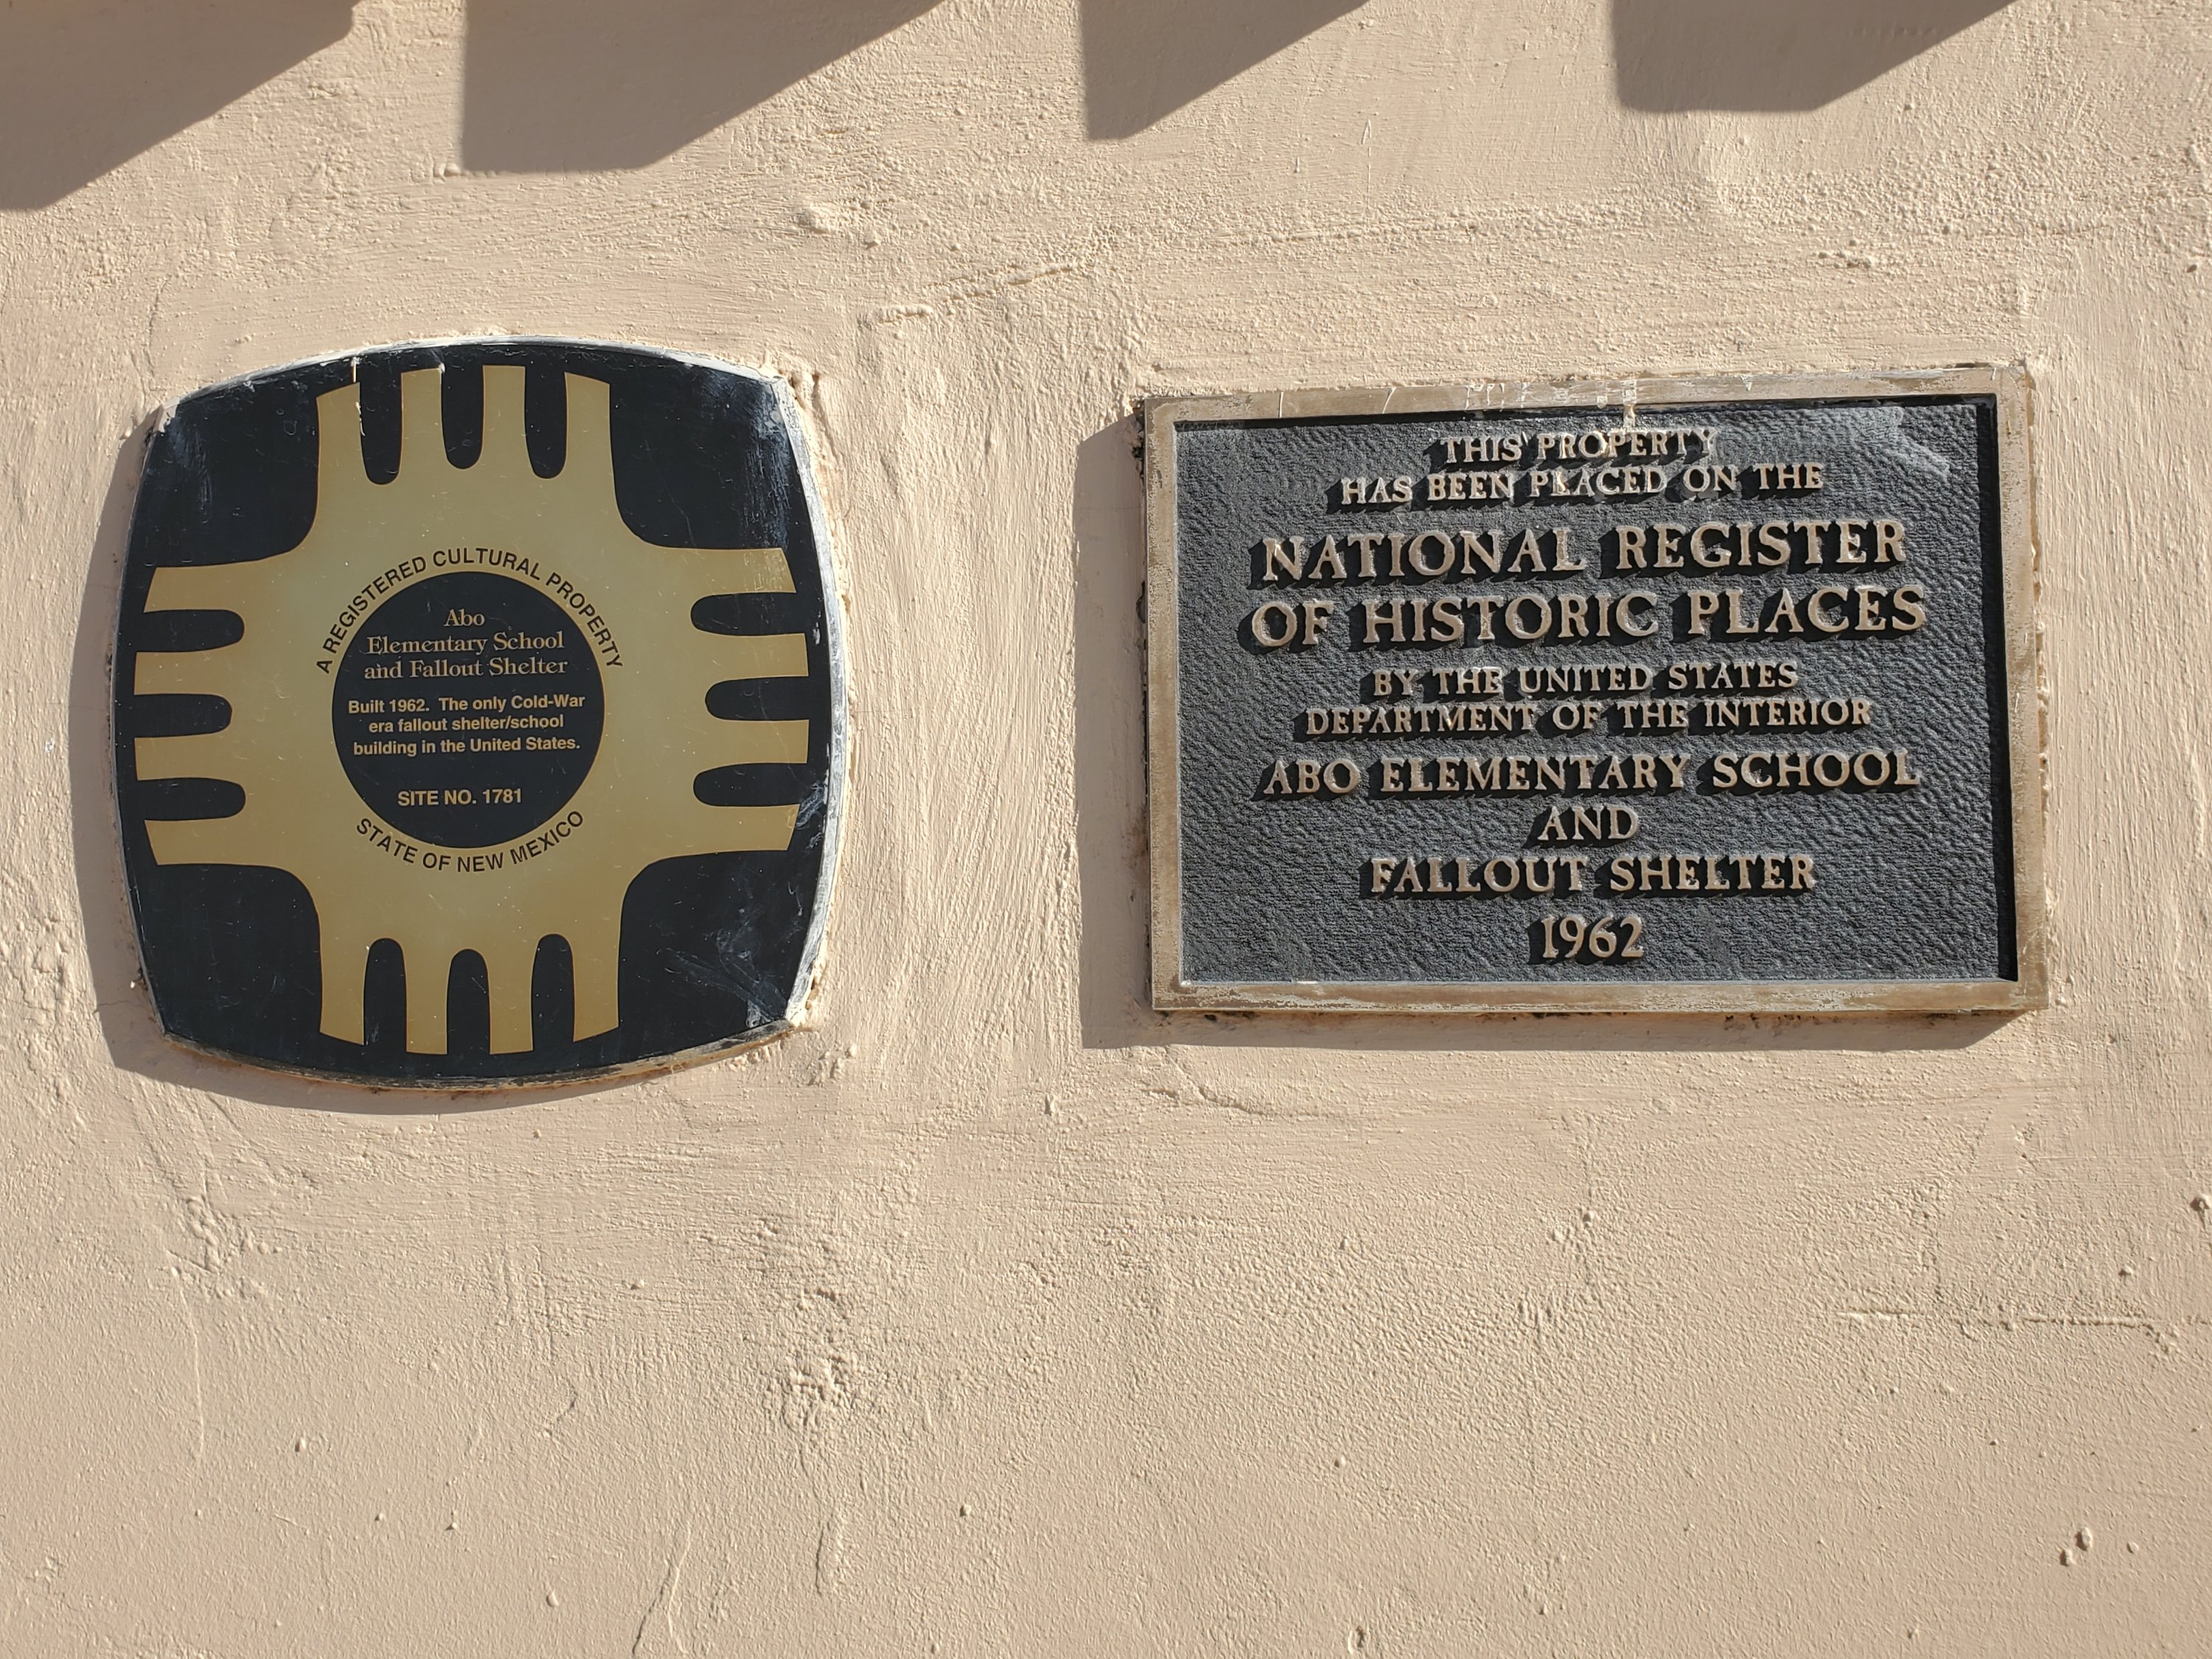 A REGISTERED CULTURAL PROPERTY
Abo
Elementary School
and Fallout Shelter
Built 1962. The only Cold-War
era fallout shelter/school
building in the United States.
SITE NO. 1781
STATE OF NEW MEXICO
THIS PROPERTY
HAS BEEN PLACED ON THE
NATIONAL REGISTER
OF HISTORIC PLACES
BY THE UNITED STATES
DEPARTMENT OF THE INTERIOR
ABO ELEMENTARY SCHOOL
AND
FALLOUT SHELTER
1962